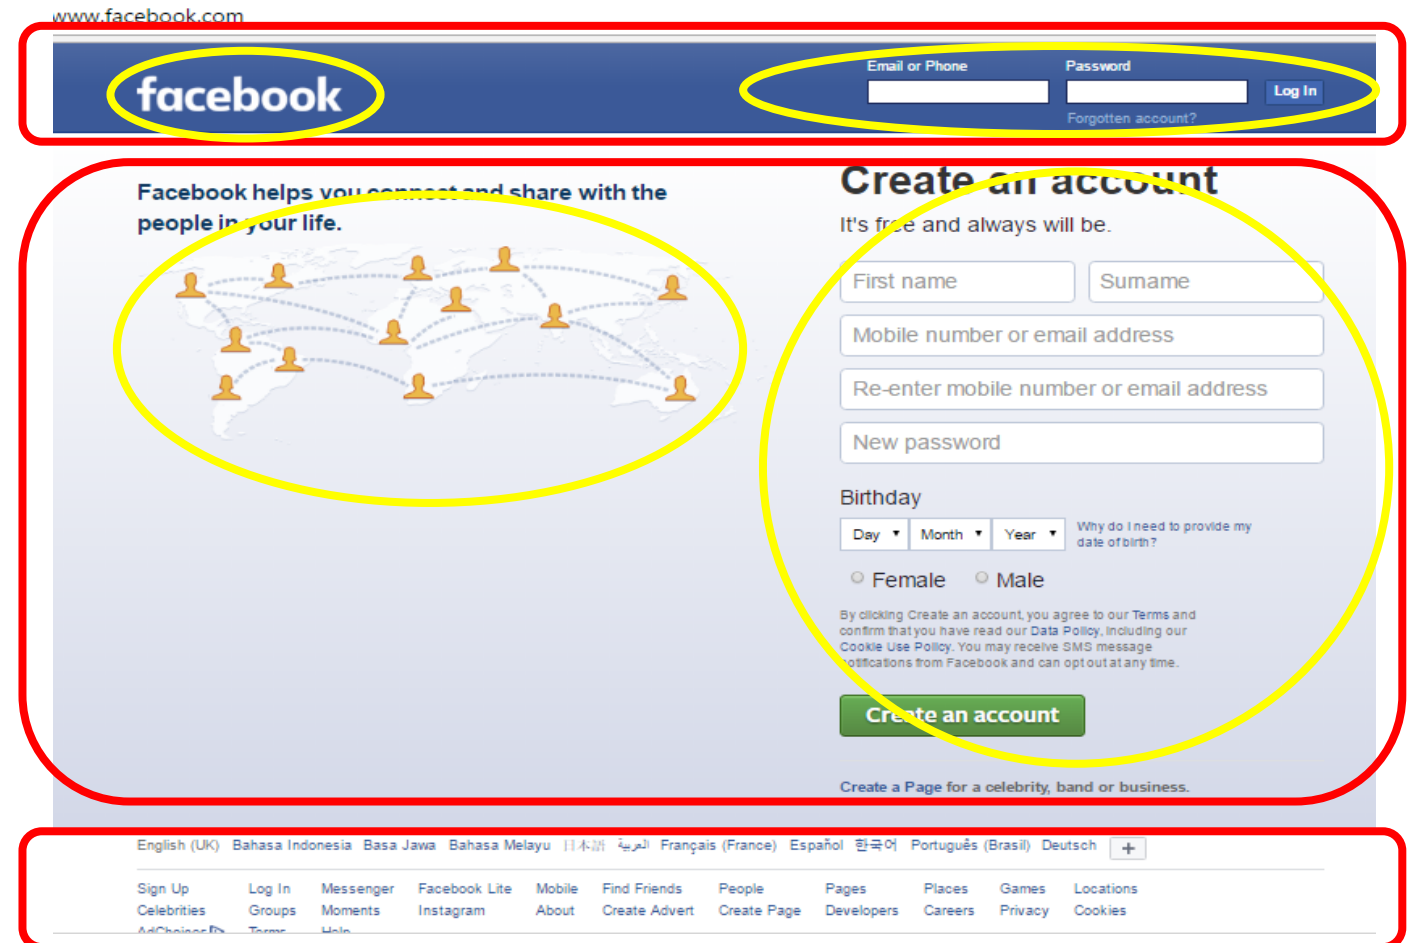 www.facebook.com
facebook
Email or Phone Password
Log In
Forgotten account?
Facebook helps you connect and share with the
people in your life.
Create an account
It's free and always will be.
First name Surname
Mobile number or email address
Re-enter mobile number or email address
New password
Birthday
Day Month Year
Why do I need to provide my
date of birth?
Female Male
By clicking Create an account, you agree to our Terms and
confirm that you have read our Data Policy, including our
Cookie Use Policy. You may receive SMS message
notifications from Facebook and can opt out at any time.
Create an account
Create a Page for a celebrity, band or business.
English (UK) Bahasa Indonesia Basa Jawa Bahasa Melayu 日本語 العربية Français (France) Español 한국어 Português (Brasil) Deutsch +
Sign Up Log In Messenger Facebook Lite Mobile Find Friends People Pages Places Games Locations
Celebrities Groups Moments Instagram About Create Advert Create Page Developers Careers Privacy Cookies
AdChoices Terms Help